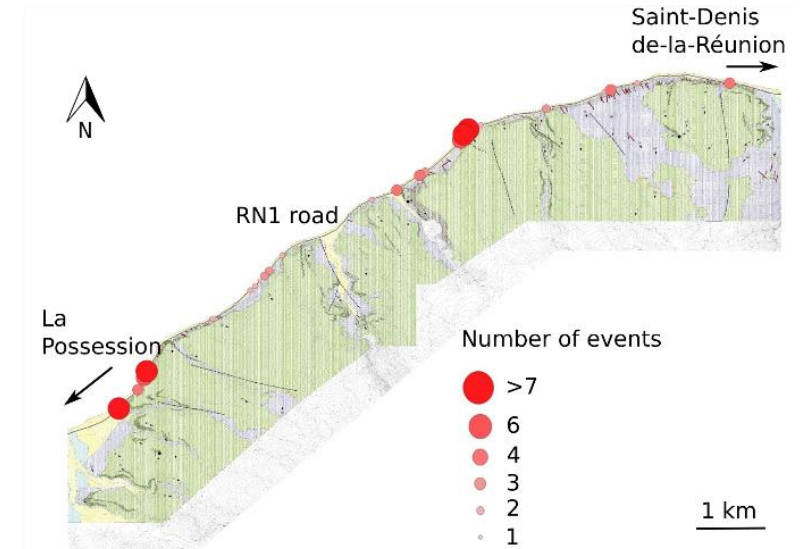 Saint-Denis
de-la-Réunion
N
RN1 road
La
Possession
Number of events
>7
6
4
3
2
1
1 km